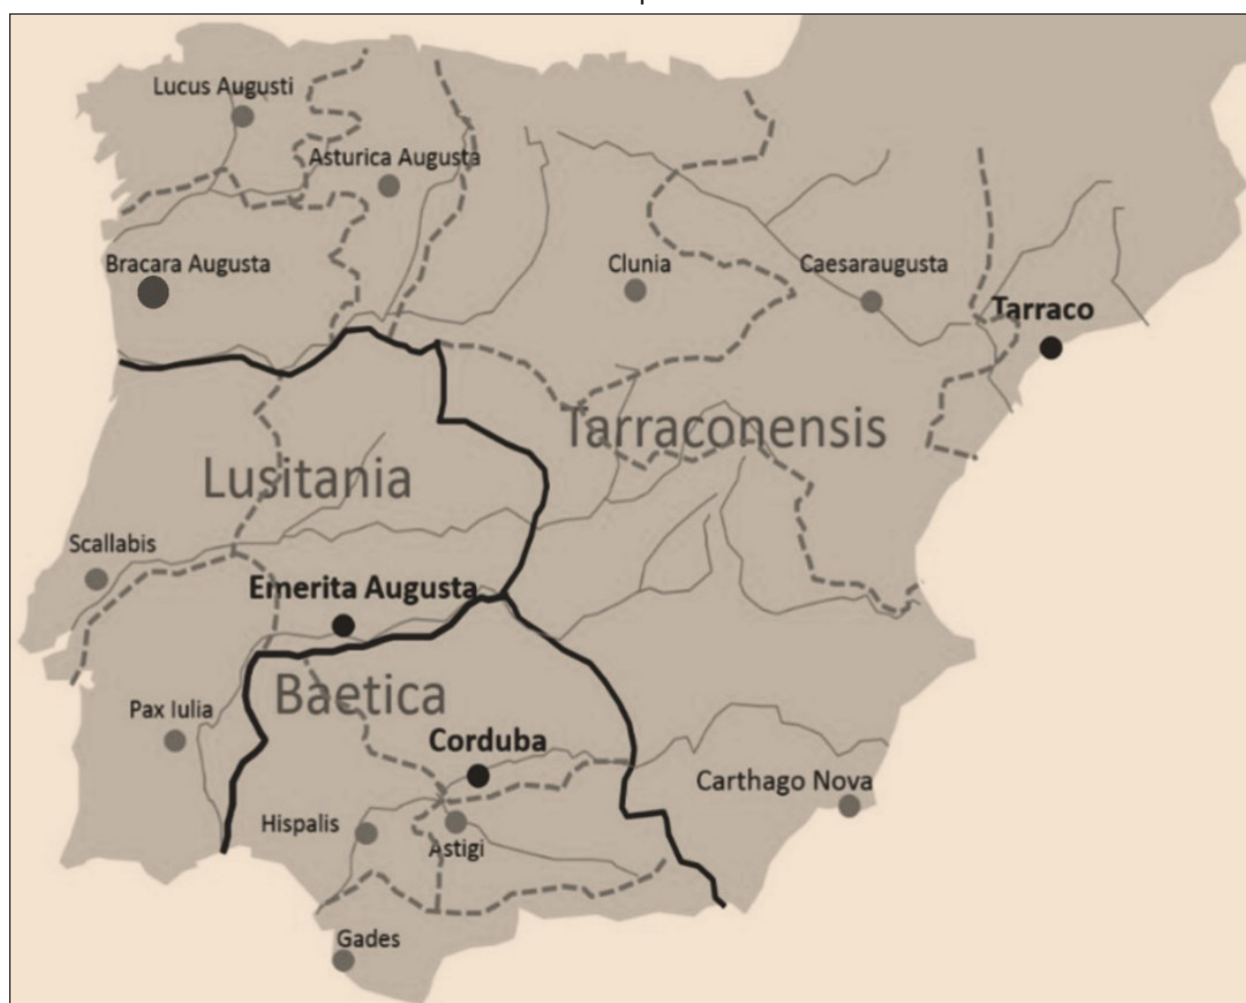 Lucus Augusti
Asturica Augusta
Bracara Augusta
Clunia
Caesaraugusta
Tarraco
Tarraconensis
Lusitania
Scallabis
Emerita Augusta
Baetica
Pax Iulia
Corduba
Carthago Nova
Hispalis
Astigi
Gades